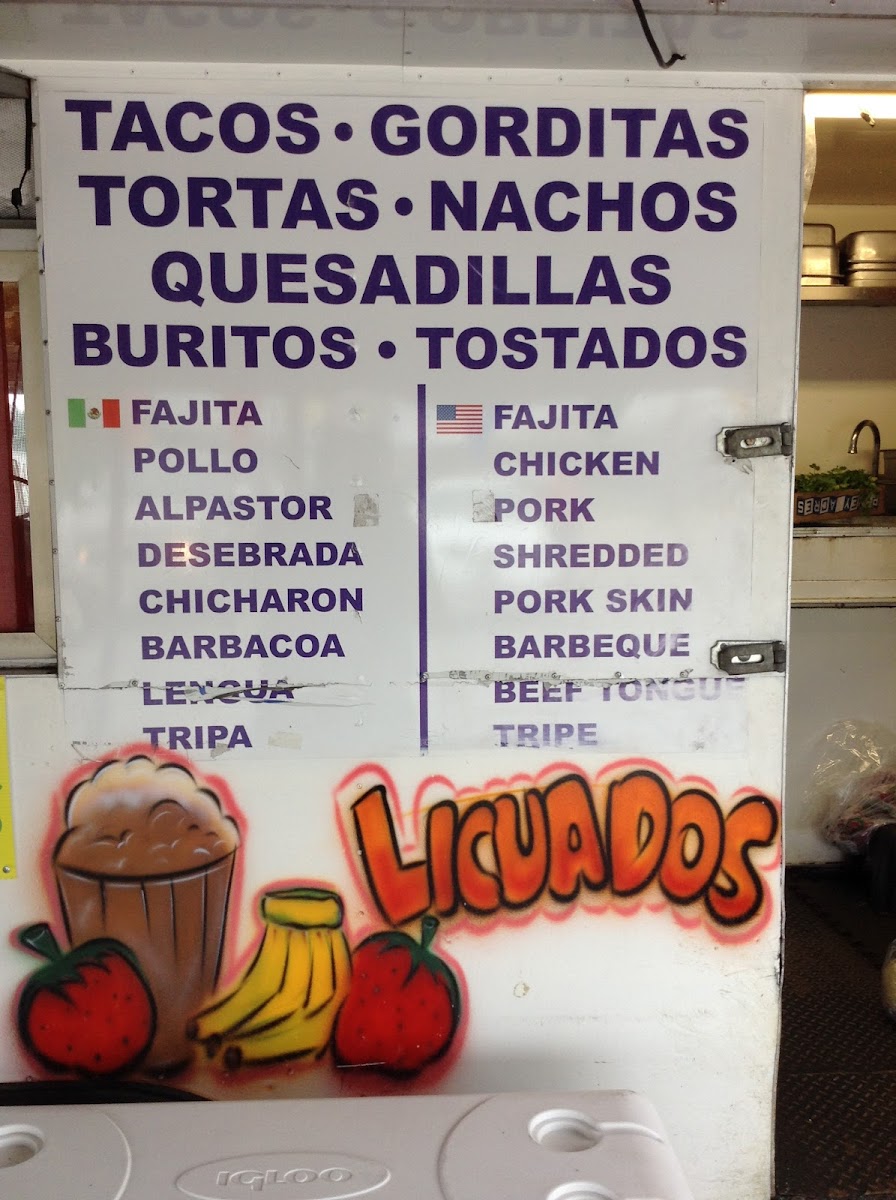 TACOS • GORDITAS
TORTAS • NACHOS
QUESADILLAS
BURITOS • TOSTADOS
FAJITA
POLLO
ALPASTOR
DESEBRADA
CHICHARON
BARBACOA
LENGUA
TRIPA
FAJITA
CHICKEN
PORK
SHREDDED
PORK SKIN
BARBEQUE
BEEF TONGUE
TRIPE
LICUADOS
IGLOO